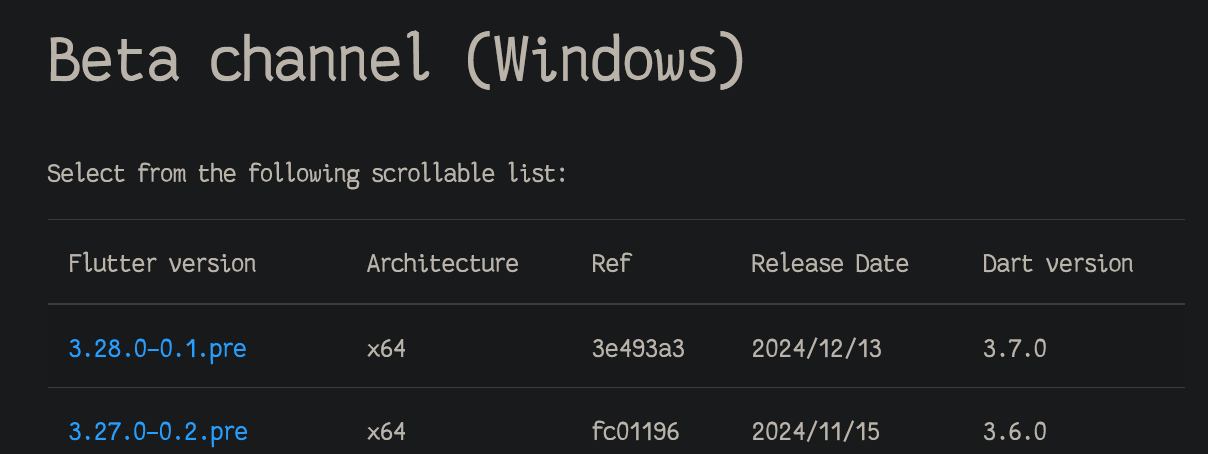 Beta channel (Windows)
Select from the following scrollable list:
Flutter version Architecture Ref Release Date Dart version
3.28.0-0.1.pre x64 3e493a3 2024/12/13 3.7.0
3.27.0-0.2.pre x64 fc01196 2024/11/15 3.6.0